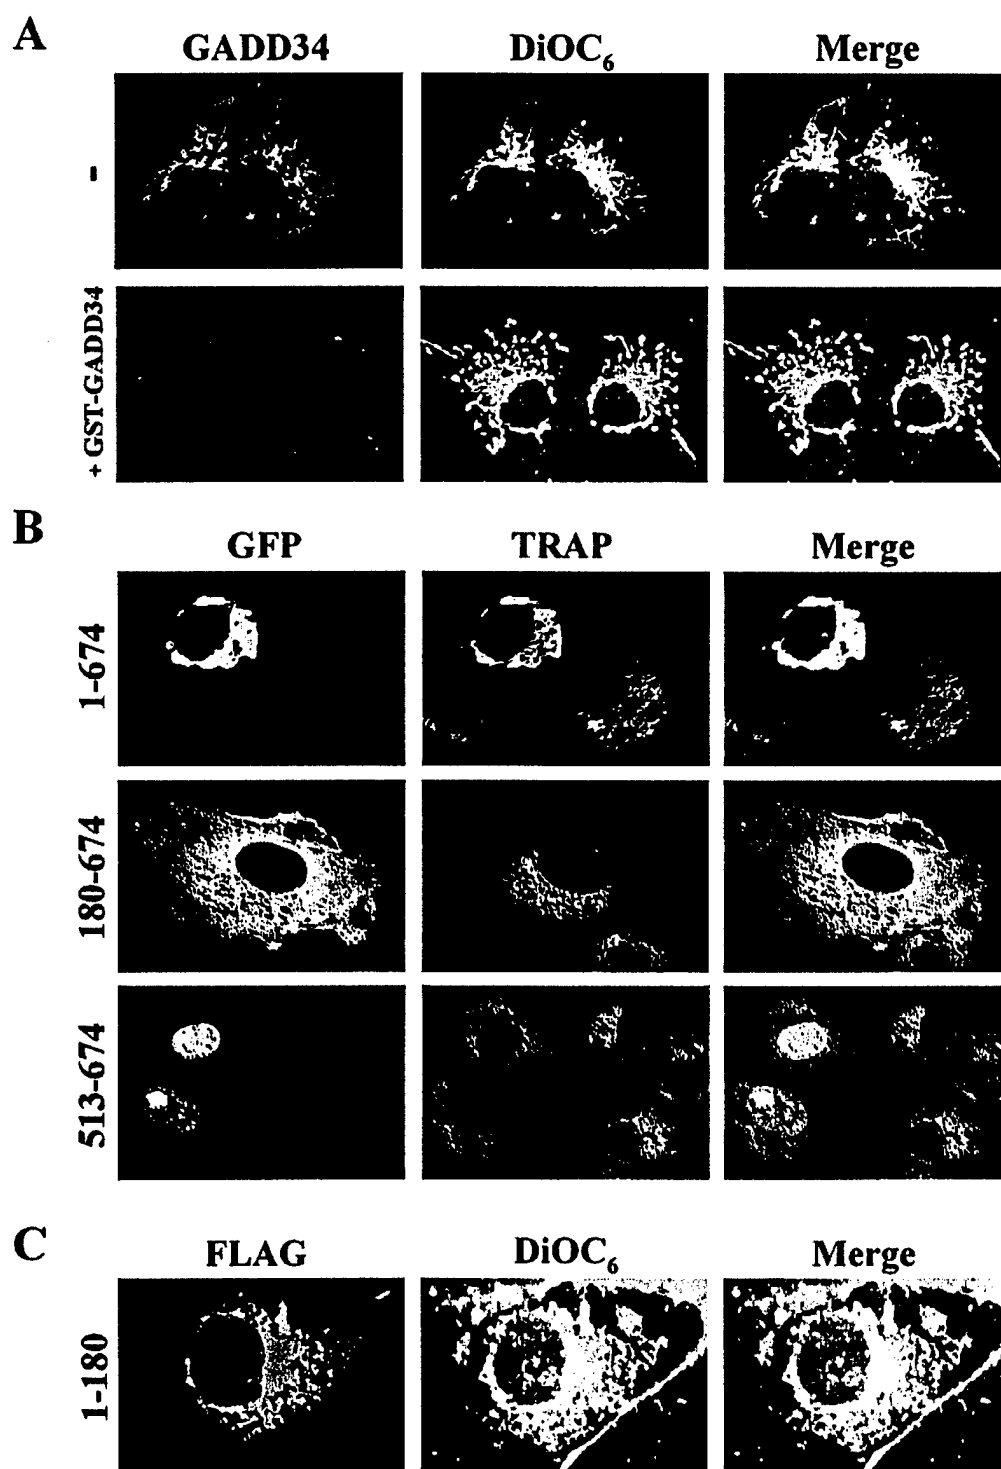 A
GADD34 DiOC6 Merge
-
+ GST-GADD34
B
GFP TRAP Merge
1-674
180-674
513-674
C
FLAG DiOC6 Merge
1-180